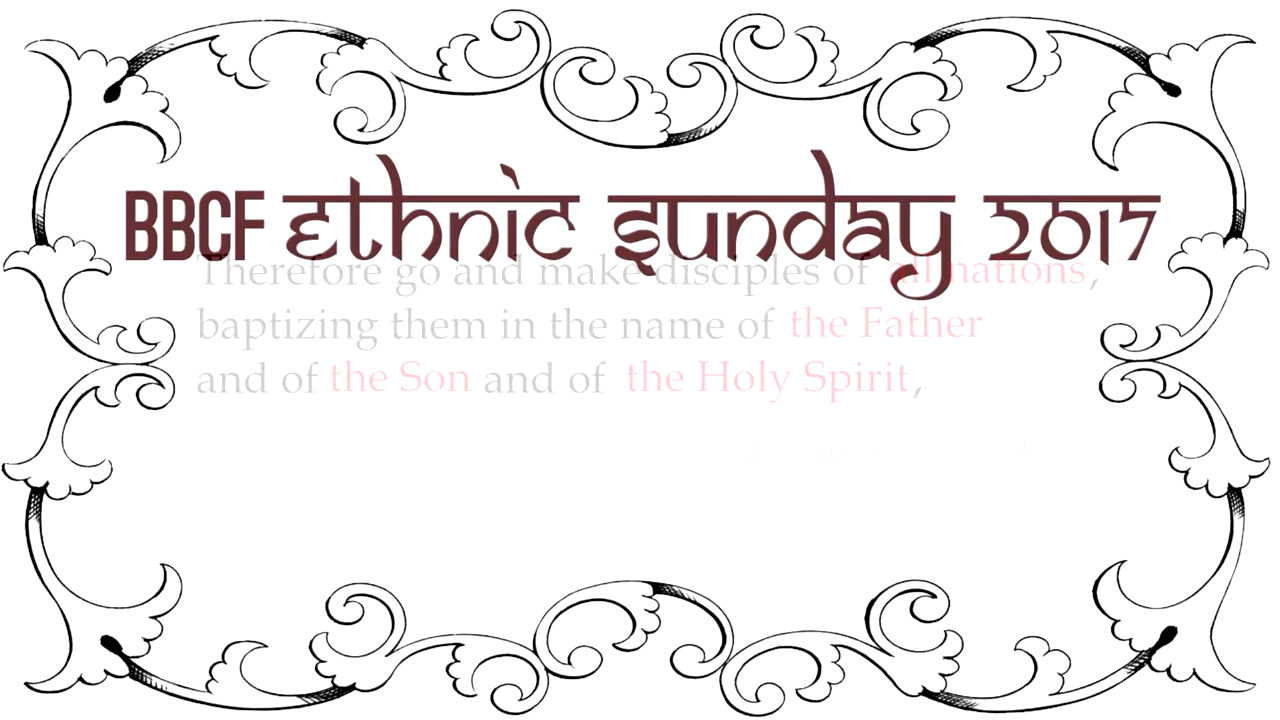 BBCF Ethnic Sunday 2017
Therefore go and make disciples of all nations,
baptizing them in the name of the Father
and of the Son and of the Holy Spirit,